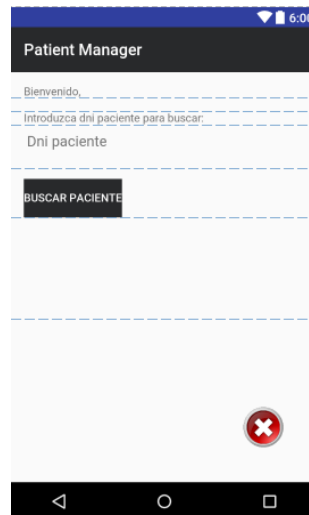 6:00
Patient Manager
Bienvenido,
Introduzca dni paciente para buscar:
Dni paciente
BUSCAR PACIENTE